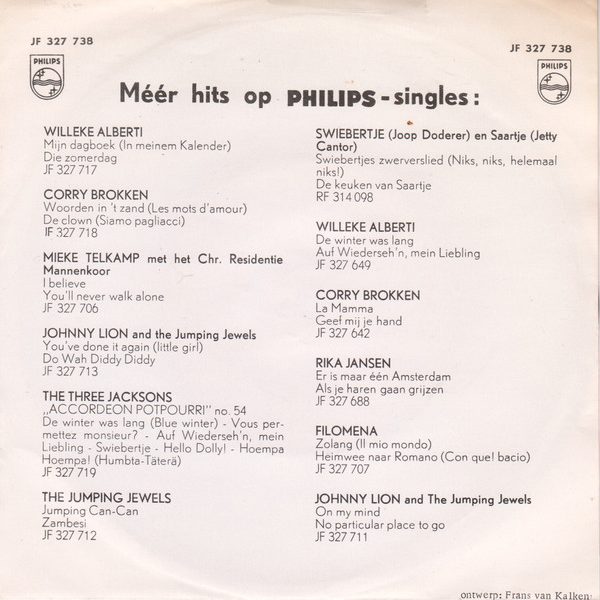 JF 327 738
JF 327 738
PHILIPS
PHILIPS
Méér hits op PHILIPS-singles:
WILLEKE ALBERTI
Mijn dagboek (In meinem Kalender)
Die zomerdag
JF 327 717
CORRY BROKKEN
Woorden in 't zand (Les mots d'amour)
De clown (Siamo pagliacci)
JF 327 718
MIEKE TELKAMP met het Chr. Residentie
Mannenkoor
I believe
You'll never walk alone
JF 327 706
JOHNNY LION and the Jumping Jewels
You've done it again (little girl)
Do Wah Diddy Diddy
JF 327 713
THE THREE JACKSONS
„ACCORDEON POTPOURRI" no. 54
De winter was lang (Blue winter) - Vous per-
mettez monsieur? - Auf Wiederseh'n, mein
Liebling - Swiebertje - Hello Dolly! - Hoempa
Hoempa! (Humbta-Täterä)
JF 327 719
THE JUMPING JEWELS
Jumping Can-Can
Zambesi
JF 327 712
SWIEBERTJE (Joop Doderer) en Saartje (Jetty
Cantor)
Swiebertjes zwerverslied (Niks, niks, helemaal
niks!)
De keuken van Saartje
RF 314 098
WILLEKE ALBERTI
De winter was lang
Auf Wiederseh'n, mein Liebling
JF 327 649
CORRY BROKKEN
La Mamma
Geef mij je hand
JF 327 642
RIKA JANSEN
Er is maar één Amsterdam
Als je haren gaan grijzen
JF 327 688
FILOMENA
Zolang (Il mio mondo)
Heimwee naar Romano (Con que! bacio)
JF 327 707
JOHNNY LION and The Jumping Jewels
On my mind
No particular place to go
JF 327 711
ontwerp: Frans van Kalken: